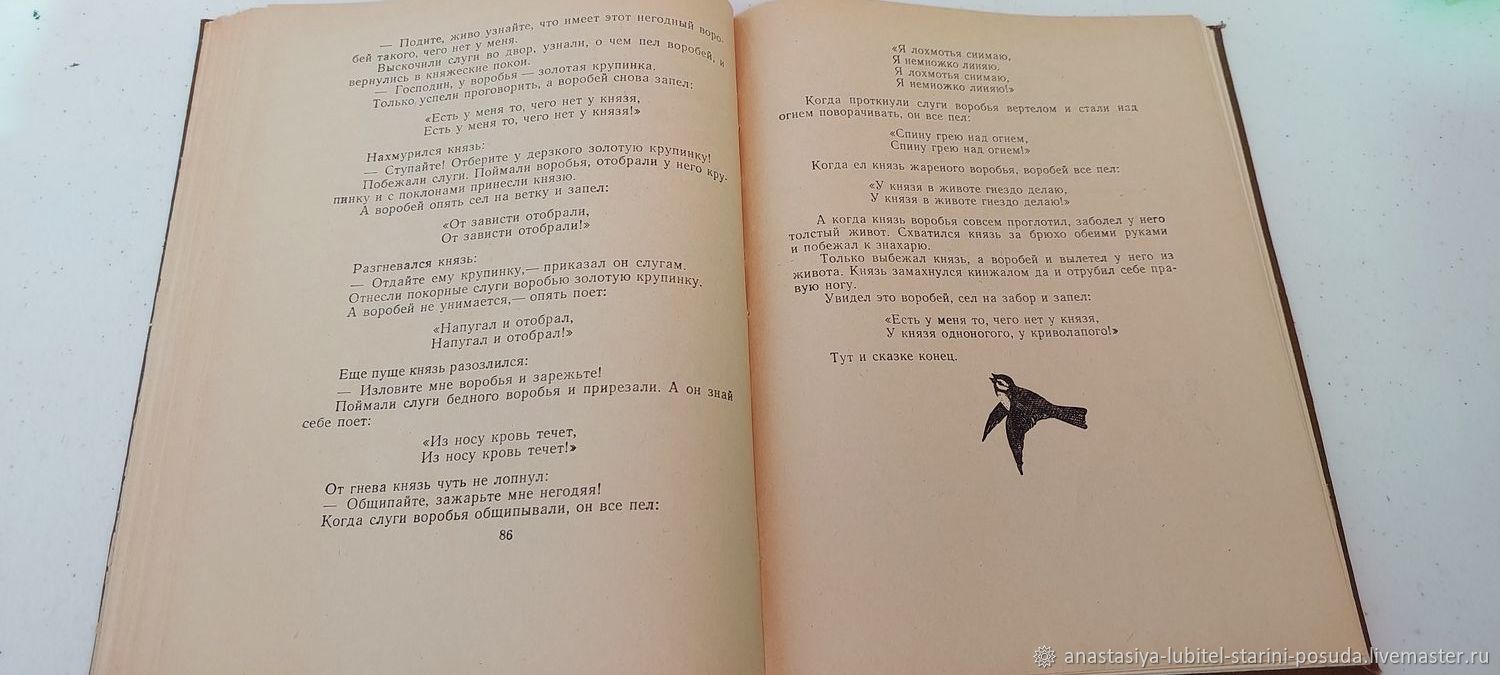 — Подите, живо узнайте, что имеет этот негодный воро-
бей такого, чего нет у меня.
Выскочили слуги во двор, узнали, о чем пел воробей, и
вернулись в княжеские покои.
— Господин, у воробья — золотая крупинка.
Только успели проговорить, а воробей снова запел:
«Есть у меня то, чего нет у князя,
Есть у меня то, чего нет у князя!»
Нахмурился князь:
— Ступайте! Отберите у дерзкого золотую крупинку!
Побежали слуги. Поймали воробья, отобрали у него кру-
пинку и с поклонами принесли князю.
А воробей опять сел на ветку и запел:
«От зависти отобрали,
От зависти отобрали!»
Разгневался князь:
— Отдайте ему крупинку,— приказал он слугам.
Отнесли покорные слуги воробью золотую крупинку.
А воробей не унимается,— опять поет:
«Напугал и отобрал,
Напугал и отобрал!»
Еще пуще князь разозлился:
— Изловите мне воробья и зарежьте!
Поймали слуги бедного воробья и прирезали. А он знай
себе поет:
«Из носу кровь течет,
Из носу кровь течет!»
От гнева князь чуть не лопнул:
— Общипайте, зажарьте мне негодяя!
Когда слуги воробья общипывали, он все пел:
86
«Я лохмотья снимаю,
Я немножко линяю,
Я лохмотья снимаю,
Я немножко линяю!»
Когда проткнули слуги воробья вертелом и стали над
огнем поворачивать, он все пел:
«Спину грею над огнем,
Спину грею над огнем!»
Когда ел князь жареного воробья, воробей все пел:
«У князя в животе гнездо делаю,
У князя в животе гнездо делаю!»
А когда князь воробья совсем проглотил, заболел у него
толстый живот. Схватился князь за брюхо обеими руками
и побежал к знахарю.
Только выбежал князь, а воробей и вылетел у него из
живота. Князь замахнулся кинжалом да и отрубил себе пра-
вую ногу.
Увидел это воробей, сел на забор и запел:
«Есть у меня то, чего нет у князя,
У князя одноногого, у криволапого!»
Тут и сказке конец.
anastasiya-lubitel-starini-posuda.livemaster.ru